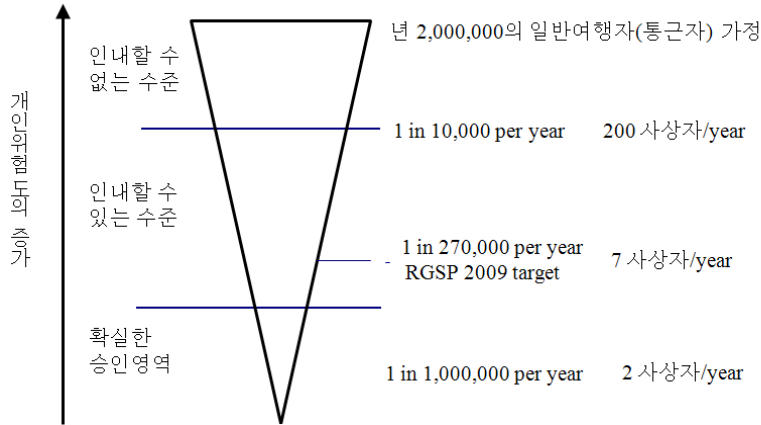 년 2,000,000의 일반여행자(통근자) 가정
인내할 수
없는 수준
개인위험도의 증가
1 in 10,000 per year 200 사상자/year
인내할 수
있는 수준
1 in 270,000 per year
RGSP 2009 target
7 사상자/year
확실한
승인영역
1 in 1,000,000 per year 2 사상자/year